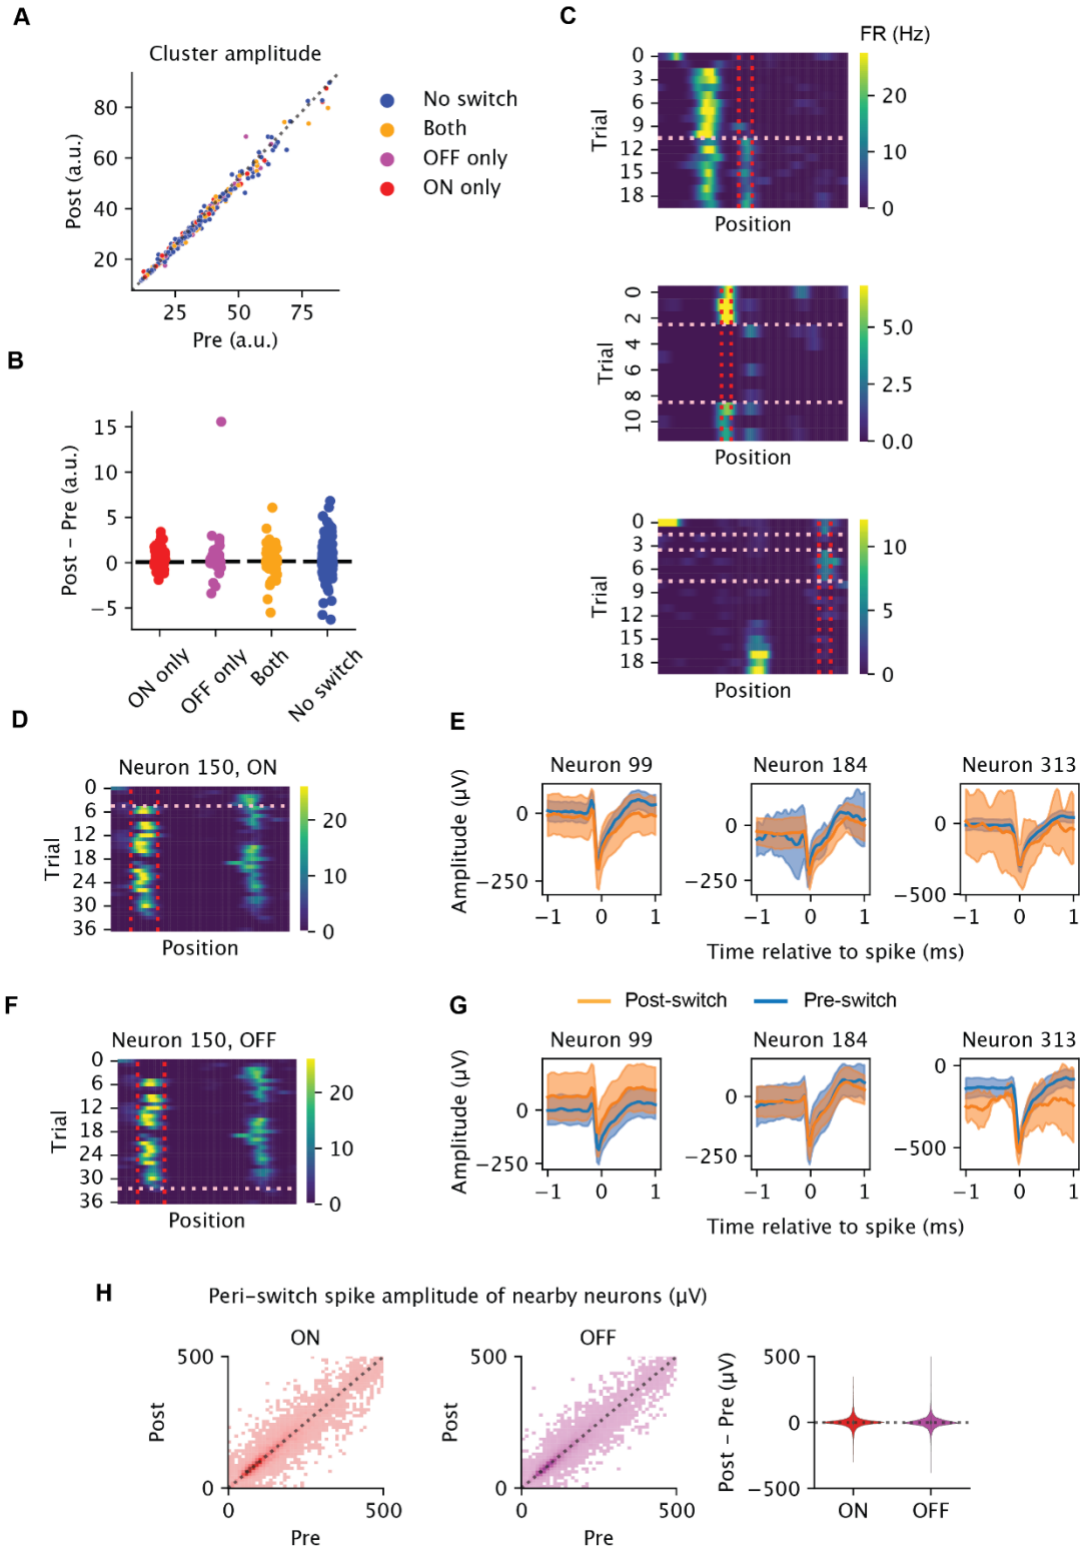 A
Cluster amplitude
80
60
40
20
Post (a.u.)
25
50
75
Pre (a.u.)
No switch
Both
OFF only
ON only
B
15
10
5
0
−5
Post − Pre (a.u.)
ON only
OFF only
Both
No switch
C
FR (Hz)
0
3
6
9
12
15
18
Trial
Position
20
10
0
0
2
4
6
8
10
Trial
Position
5.0
2.5
0.0
0
3
6
9
12
15
18
Trial
Position
10
5
0
D
Neuron 150, ON
0
6
12
18
24
30
36
Trial
Position
20
10
0
E
Neuron 99
Neuron 184
Neuron 313
Amplitude (µV)
0
−250
0
−250
0
−500
−1 0 1
−1 0 1
−1 0 1
Time relative to spike (ms)
F
Neuron 150, OFF
0
6
12
18
24
30
36
Trial
Position
20
10
0
G
Post-switch
Pre-switch
Neuron 99
Neuron 184
Neuron 313
Amplitude (µV)
0
−250
0
−250
0
−500
−1 0 1
−1 0 1
−1 0 1
Time relative to spike (ms)
H
Peri−switch spike amplitude of nearby neurons (µV)
ON
500
0
Post
0
500
Pre
OFF
500
0
Post
0
500
Pre
500
0
−500
Post − Pre (µV)
ON
OFF